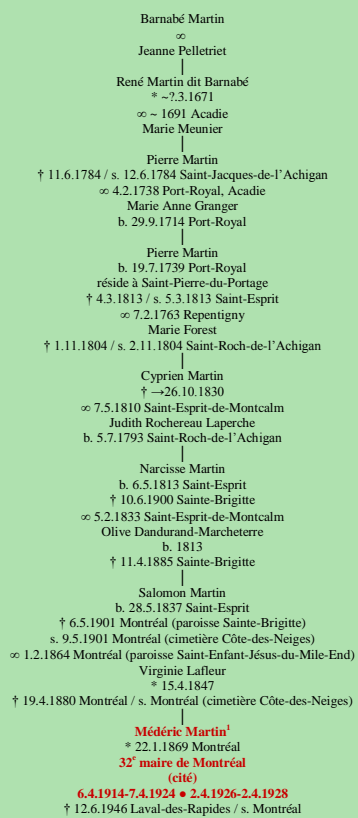 Barnabé Martin
∞
Jeanne Pelletriet
René Martin dit Barnabé
* ~?.3.1671
∞ ~ 1691 Acadie
Marie Meunier
Pierre Martin
† 11.6.1784 / s. 12.6.1784 Saint-Jacques-de-l'Achigan
∞ 4.2.1738 Port-Royal, Acadie
Marie Anne Granger
b. 29.9.1714 Port-Royal
Pierre Martin
b. 19.7.1739 Port-Royal
réside à Saint-Pierre-du-Portage
† 4.3.1813 / s. 5.3.1813 Saint-Esprit
∞ 7.2.1763 Repentigny
Marie Forest
† 1.11.1804 / s. 2.11.1804 Saint-Roch-de-l'Achigan
Cyprien Martin
† →26.10.1830
∞ 7.5.1810 Saint-Esprit-de-Montcalm
Judith Rochereau Laperche
b. 5.7.1793 Saint-Roch-de-l'Achigan
Narcisse Martin
b. 6.5.1813 Saint-Esprit
† 10.6.1900 Sainte-Brigitte
∞ 5.2.1833 Saint-Esprit-de-Montcalm
Olive Dandurand-Marcheterre
b. 1813
† 11.4.1885 Sainte-Brigitte
Salomon Martin
b. 28.5.1837 Saint-Esprit
† 6.5.1901 Montréal (paroisse Sainte-Brigitte)
s. 9.5.1901 Montréal (cimetière Côte-des-Neiges)
∞ 1.2.1864 Montréal (paroisse Saint-Enfant-Jésus-du-Mile-End)
Virginie Lafleur
* 15.4.1847
† 19.4.1880 Montréal / s. Montréal (cimetière Côte-des-Neiges)
Médéric Martin¹
* 22.1.1869 Montréal
32e maire de Montréal
(cité)
6.4.1914-7.4.1924 ● 2.4.1926-2.4.1928
† 12.6.1946 Laval-des-Rapides / s. Montréal